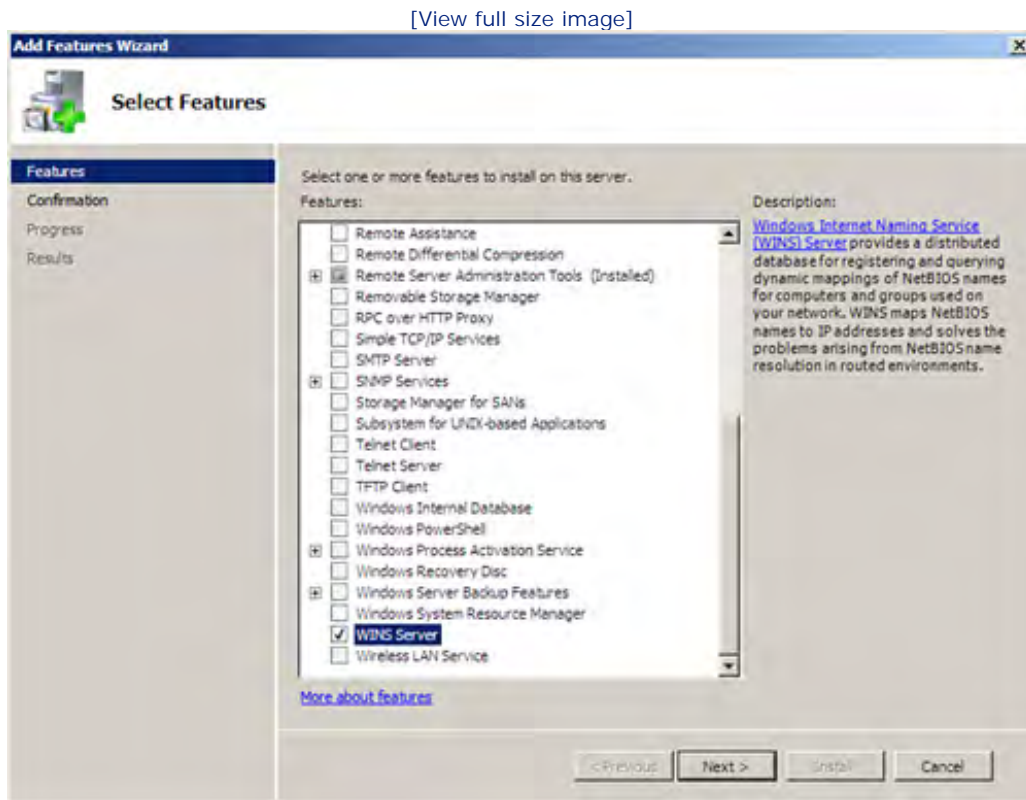 [View full size image]
Add Features Wizard
Select Features
Features
Confirmation
Progress
Results
Select one or more features to install on this server.
Features:
Remote Assistance
Remote Differential Compression
Remote Server Administration Tools (Installed)
Removable Storage Manager
RPC over HTTP Proxy
Simple TCP/IP Services
SMTP Server
SNMP Services
Storage Manager for SANs
Subsystem for UNIX-based Applications
Telnet Client
Telnet Server
TFTP Client
Windows Internal Database
Windows PowerShell
Windows Process Activation Service
Windows Recovery Disc
Windows Server Backup Features
Windows System Resource Manager
WINS Server
Wireless LAN Service
More about features
Description:
Windows Internet Naming Service
(WINS) Server provides a distributed
database for registering and querying
dynamic mappings of NetBIOS names
for computers and groups used on
your network. WINS maps NetBIOS
names to IP addresses and solves the
problems arising from NetBIOS name
resolution in routed environments.
< Previous
Next >
Install
Cancel